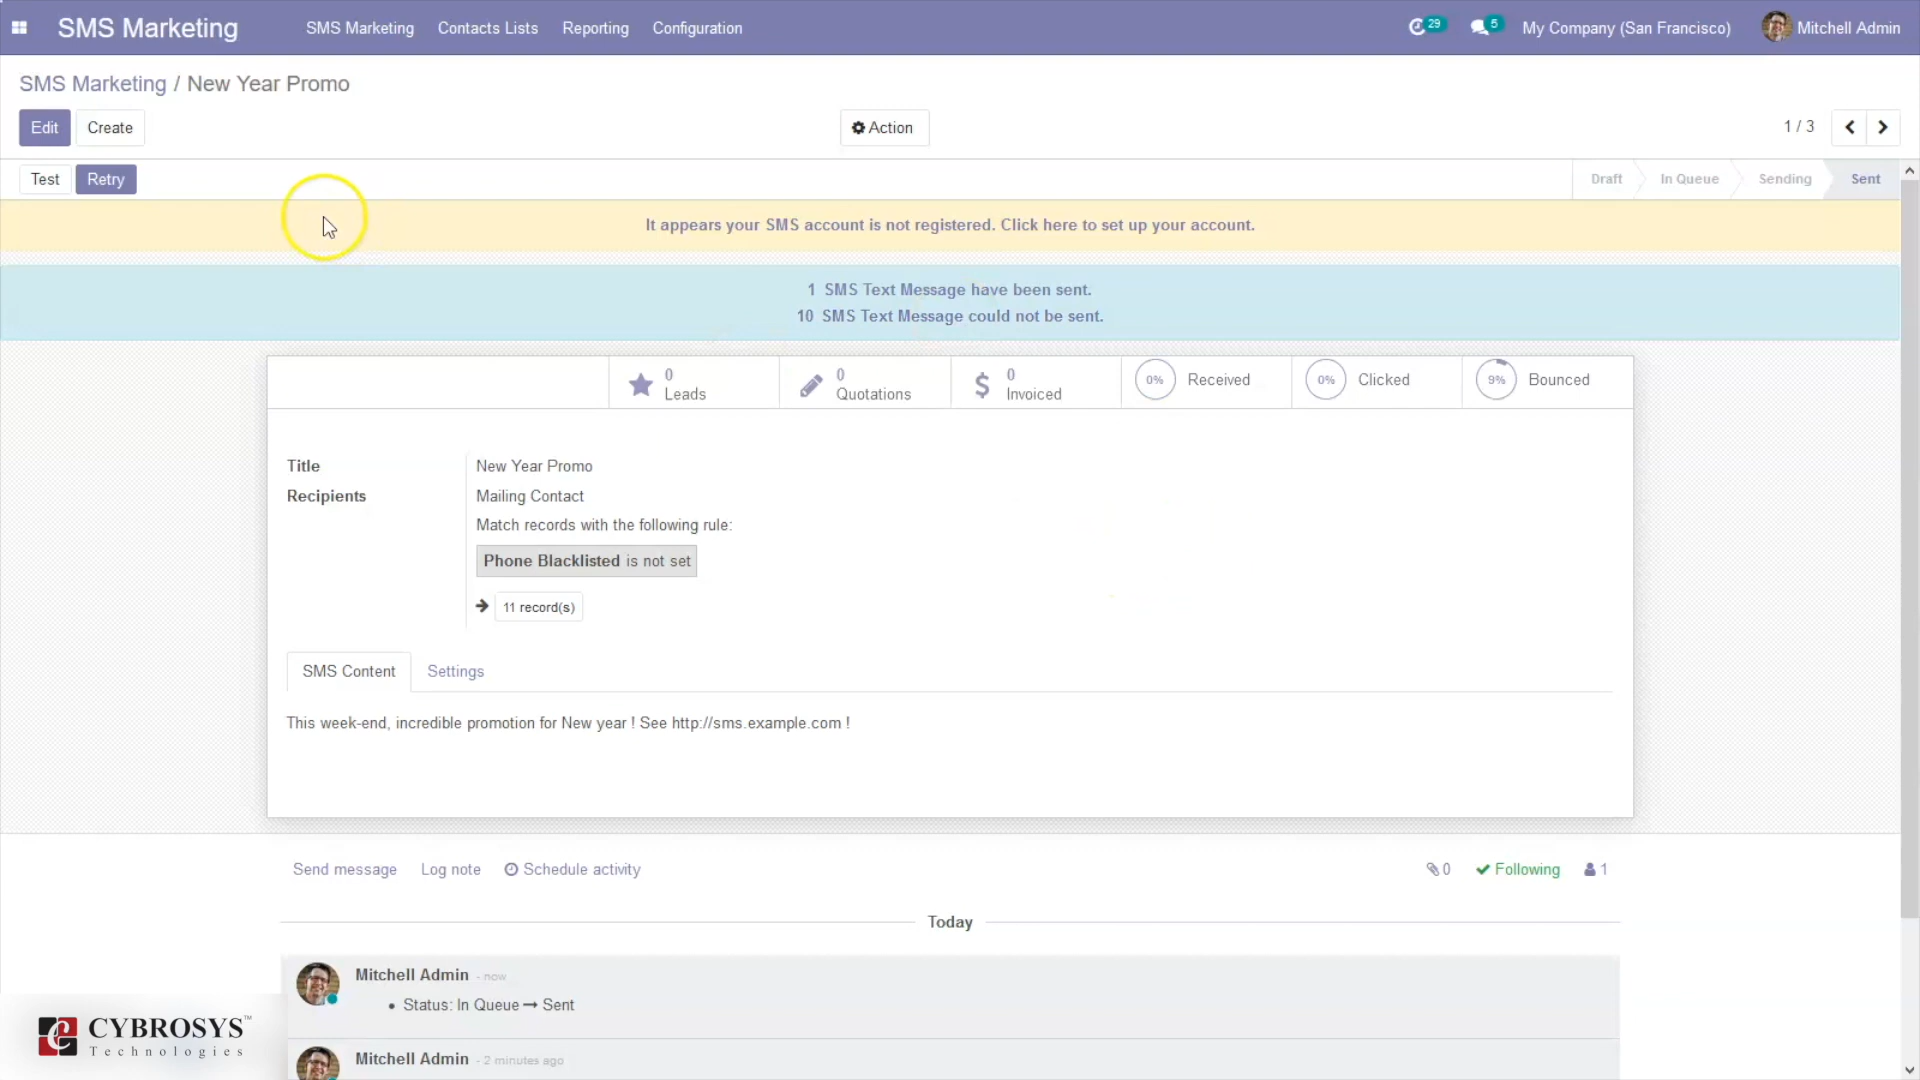 SMS Marketing
SMS Marketing
Contacts Lists
Reporting
Configuration
29
5
My Company (San Francisco)
Mitchell Admin
SMS Marketing / New Year Promo
Edit
Create
Action
1 / 3
Test
Retry
Draft
In Queue
Sending
Sent
It appears your SMS account is not registered. Click here to set up your account.
1 SMS Text Message have been sent.
10 SMS Text Message could not be sent.
0
Leads
0
Quotations
0
Invoiced
0%
Received
0%
Clicked
9%
Bounced
Title
New Year Promo
Recipients
Mailing Contact
Match records with the following rule:
Phone Blacklisted is not set
11 record(s)
SMS Content
Settings
This week-end, incredible promotion for New year ! See http://sms.example.com !
Send message
Log note
Schedule activity
0
Following
1
Today
Mitchell Admin - now
• Status: In Queue → Sent
Mitchell Admin - 2 minutes ago
CYBROSYS™
Technologies